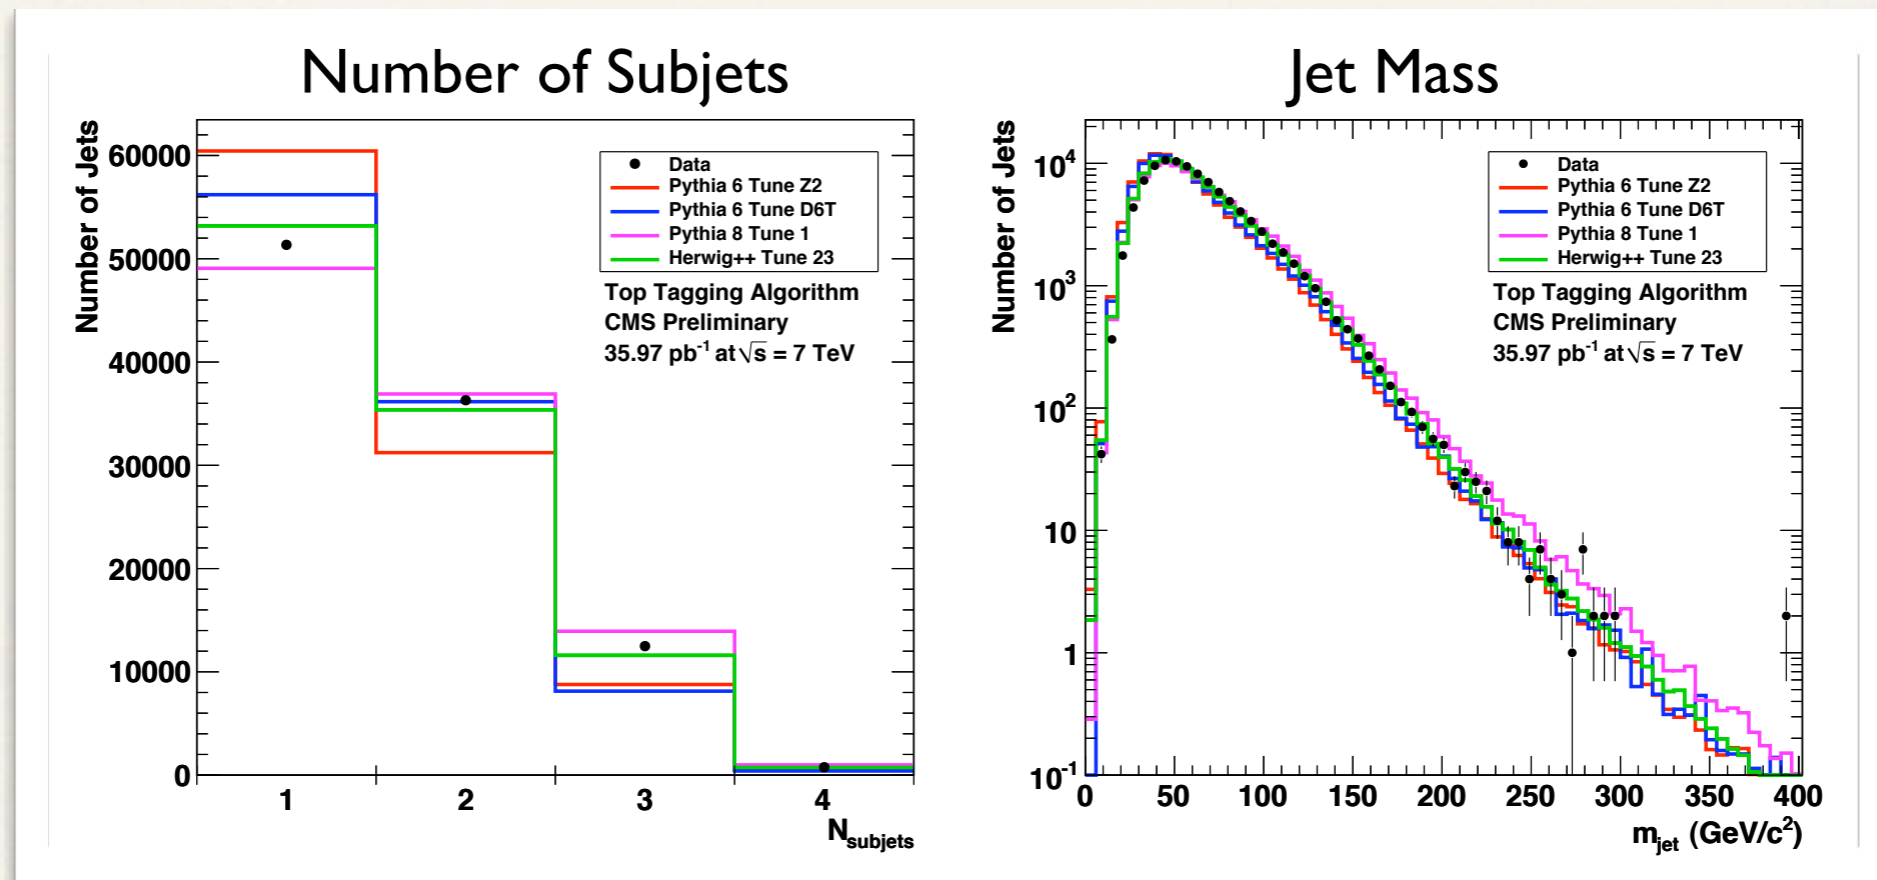 Number of Subjets
Number of Jets
60000
50000
40000
30000
20000
10000
0
1
2
3
4
N_subjets
Data
Pythia 6 Tune Z2
Pythia 6 Tune D6T
Pythia 8 Tune 1
Herwig++ Tune 23
Top Tagging Algorithm
CMS Preliminary
35.97 pb⁻¹ at √s = 7 TeV
Jet Mass
Number of Jets
10⁴
10³
10²
10
1
10⁻¹
0
50
100
150
200
250
300
350
400
m_jet (GeV/c²)
Data
Pythia 6 Tune Z2
Pythia 6 Tune D6T
Pythia 8 Tune 1
Herwig++ Tune 23
Top Tagging Algorithm
CMS Preliminary
35.97 pb⁻¹ at √s = 7 TeV